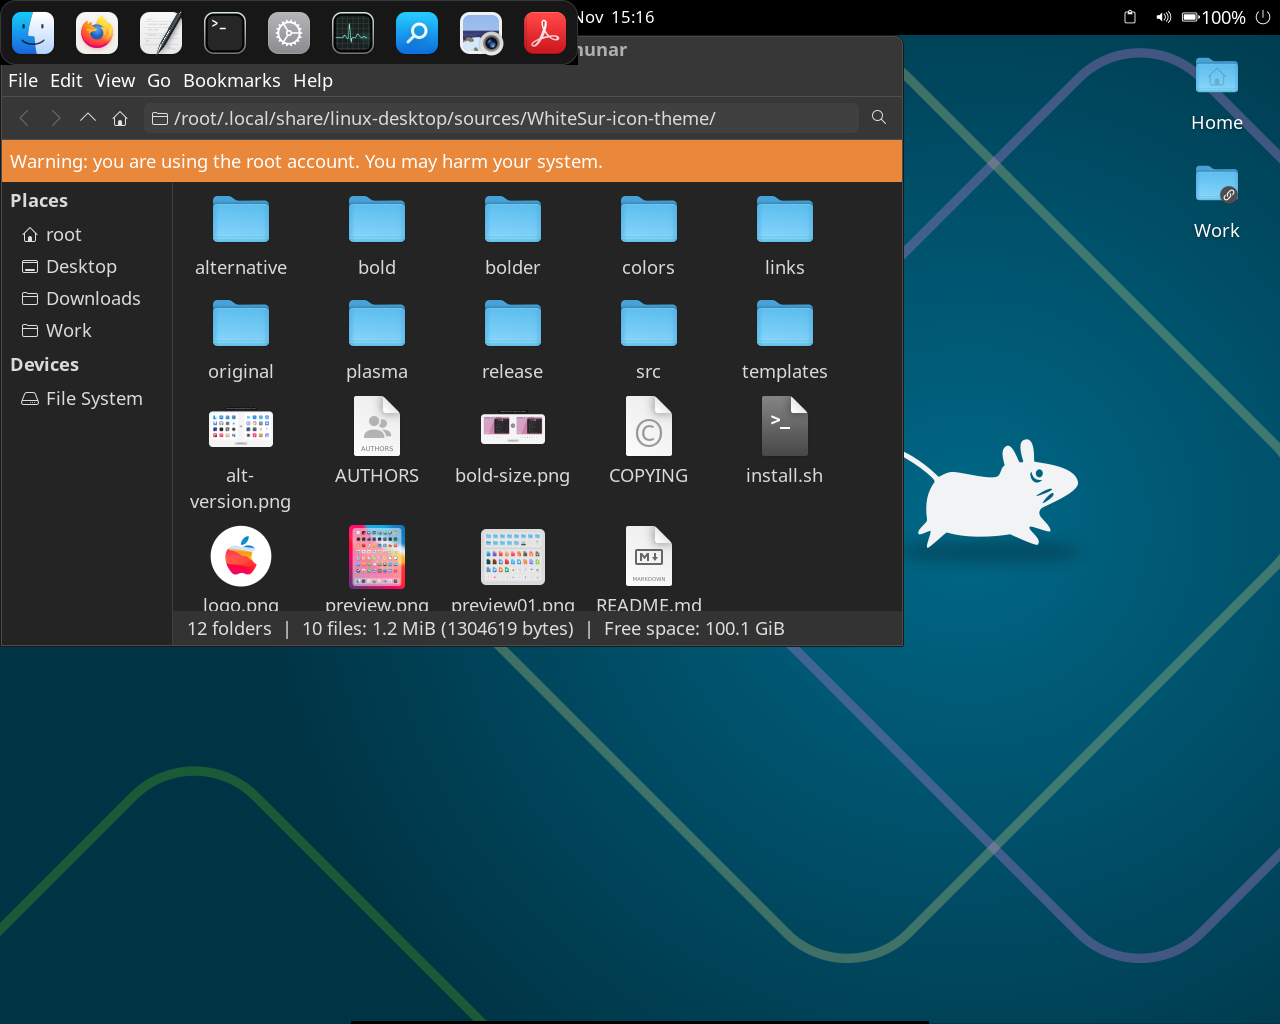 Nov 15:16
100%
hunar
File Edit View Go Bookmarks Help
/root/.local/share/linux-desktop/sources/WhiteSur-icon-theme/
Warning: you are using the root account. You may harm your system.
Places
root
Desktop
Downloads
Work
Devices
File System
alternative bold bolder colors links
original plasma release src templates
alt-version.png AUTHORS bold-size.png COPYING install.sh
logo.png preview.png preview01.png README.md
12 folders | 10 files: 1.2 MiB (1304619 bytes) | Free space: 100.1 GiB
Home
Work
AUTHORS
MARKDOWN